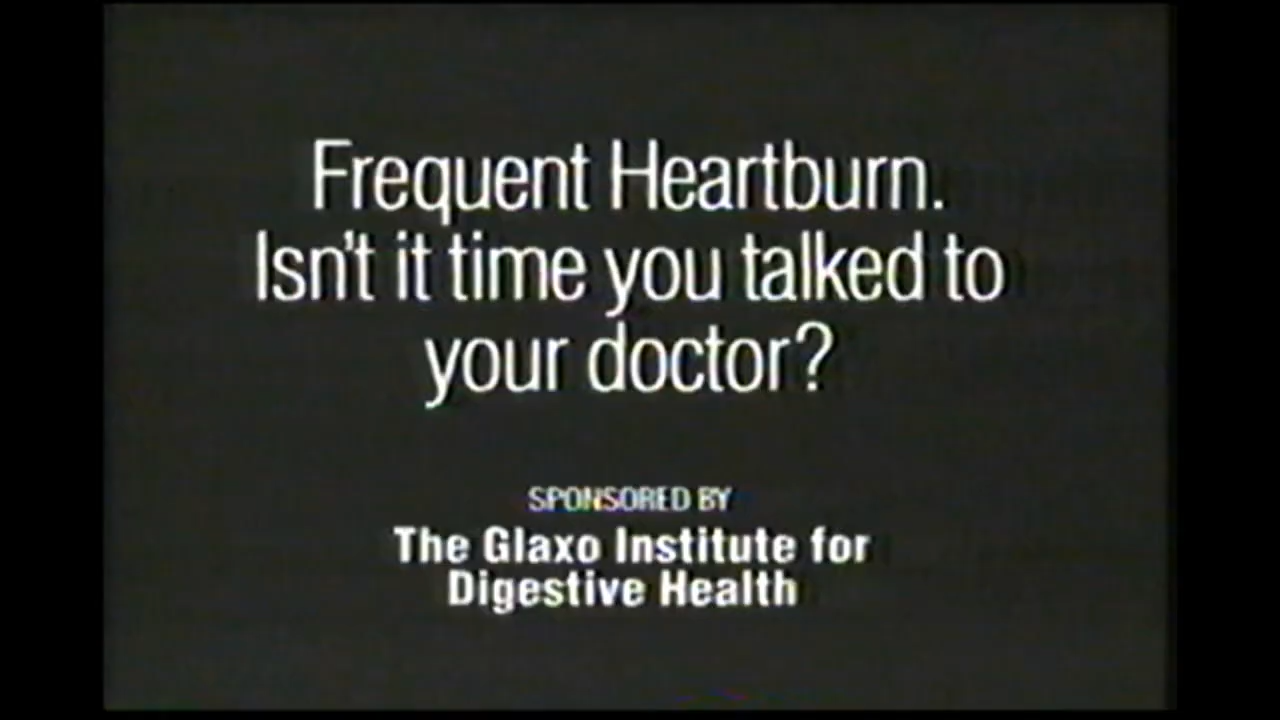 Frequent Heartburn.
Isn't it time you talked to
your doctor?
SPONSORED BY
The Glaxo Institute for
Digestive Health